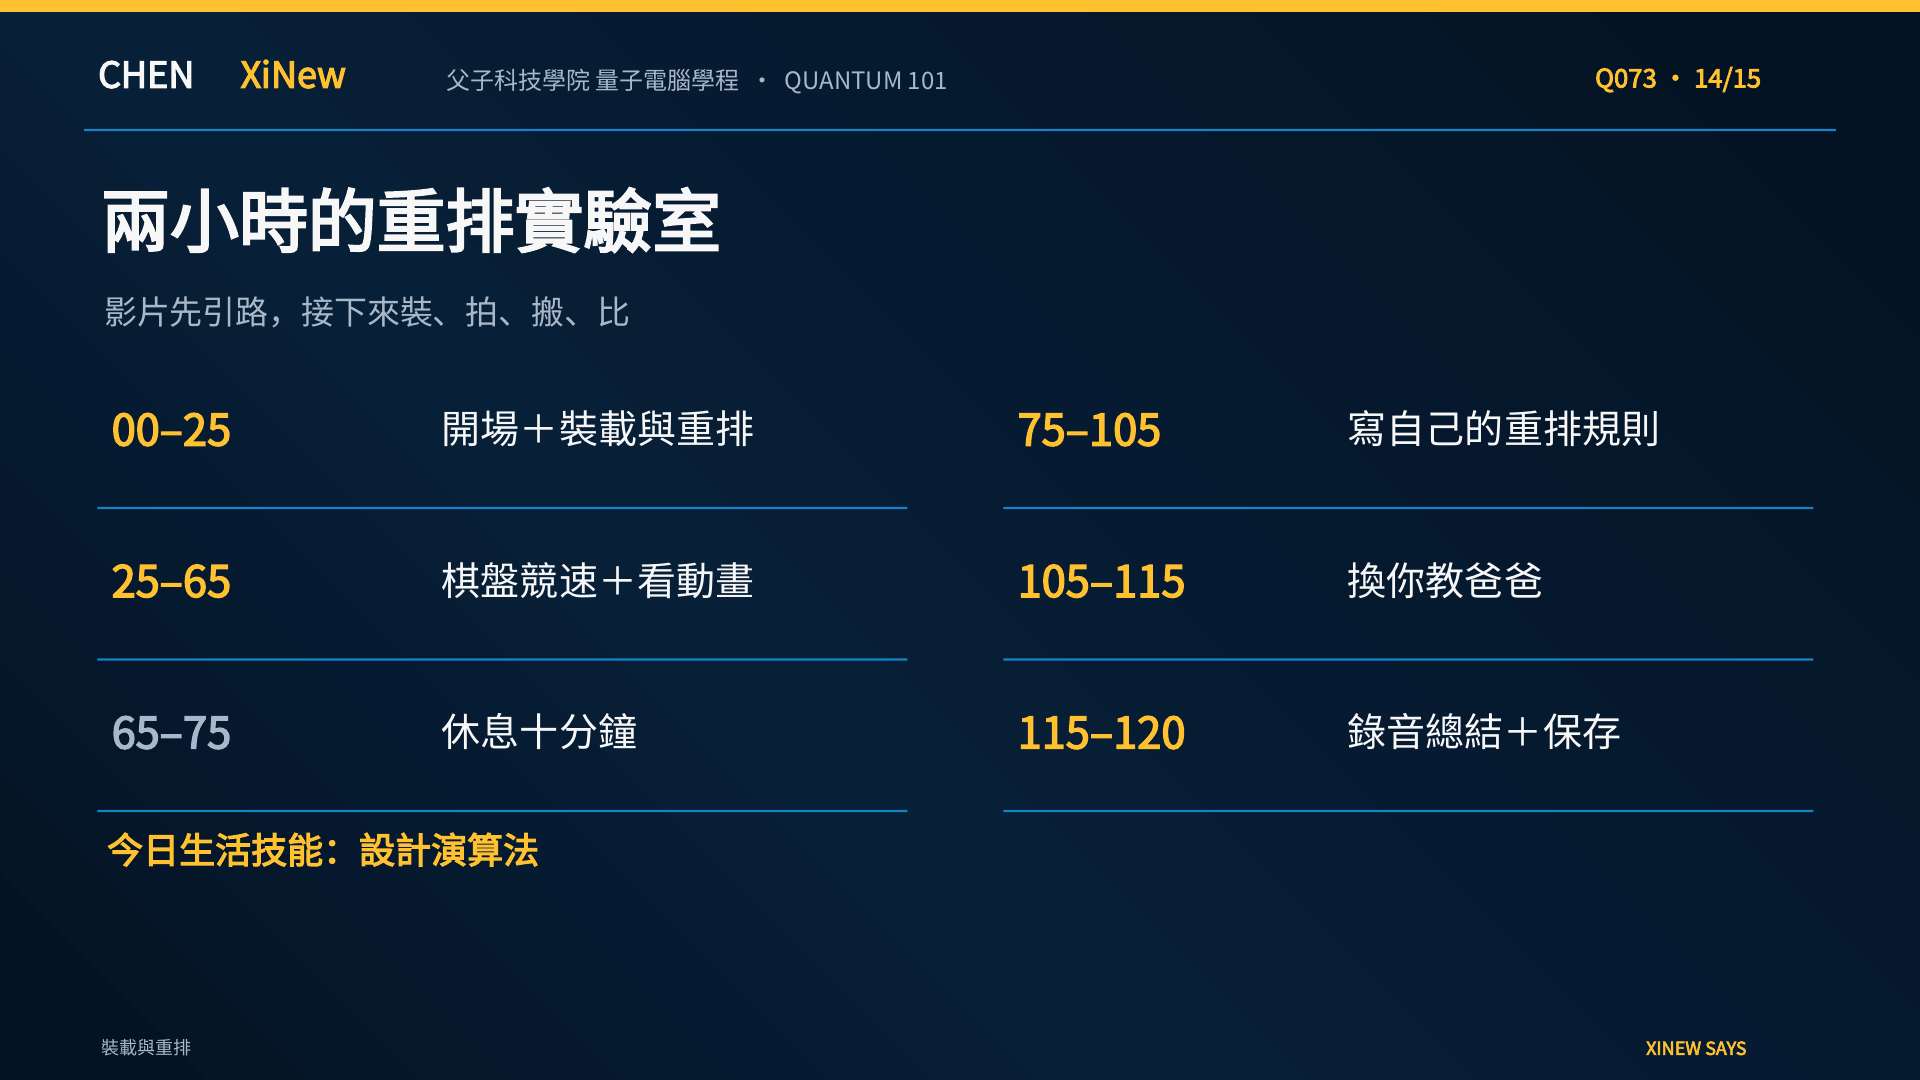 CHEN XiNew 父子科技學院 量子電腦學程 · QUANTUM 101 Q073 · 14/15
兩小時的重排實驗室
影片先引路，接下來裝、拍、搬、比
00–25 開場＋裝載與重排
25–65 棋盤競速＋看動畫
65–75 休息十分鐘
75–105 寫自己的重排規則
105–115 換你教爸爸
115–120 錄音總結＋保存
今日生活技能：設計演算法
裝載與重排 XINEW SAYS